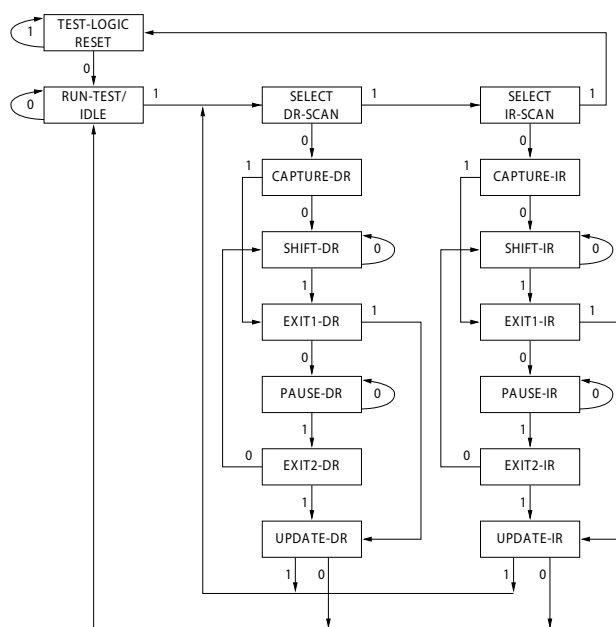 1
TEST-LOGIC
RESET
0
0
RUN-TEST/
IDLE
1
SELECT
DR-SCAN
1
SELECT
IR-SCAN
1
0
0
1
CAPTURE-DR
1
CAPTURE-IR
0
0
SHIFT-DR
0
SHIFT-IR
0
1
1
EXIT1-DR
1
EXIT1-IR
1
0
0
PAUSE-DR
0
PAUSE-IR
0
1
1
0
EXIT2-DR
0
EXIT2-IR
1
1
UPDATE-DR
UPDATE-IR
1
0
1
0